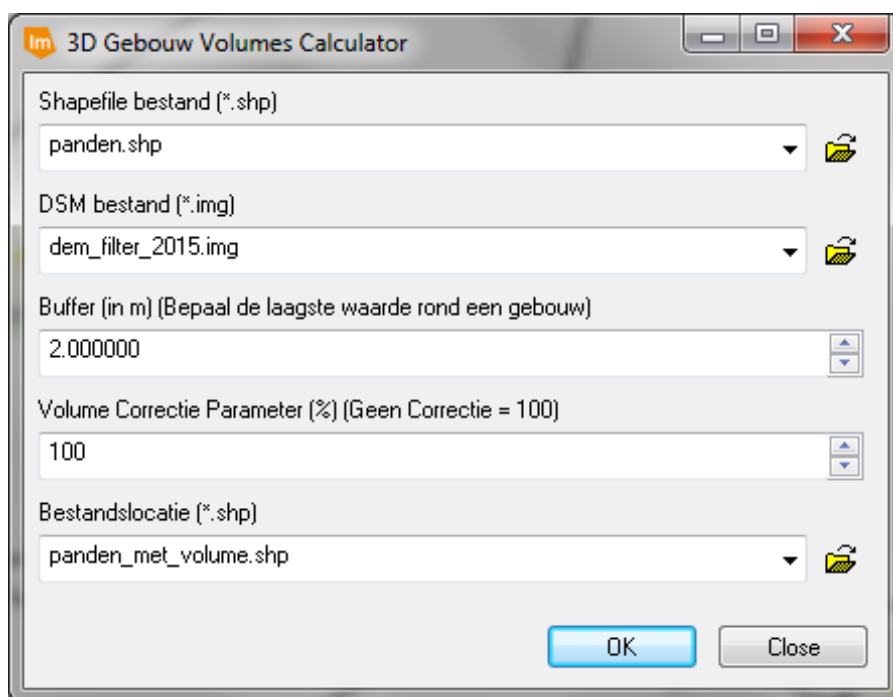 Im 3D Gebouw Volumes Calculator
Shapefile bestand (*.shp)
panden.shp
DSM bestand (*.img)
dem_filter_2015.img
Buffer (in m) (Bepaal de laagste waarde rond een gebouw)
2.000000
Volume Correctie Parameter (%) (Geen Correctie = 100)
100
Bestandslocatie (*.shp)
panden_met_volume.shp
OK Close